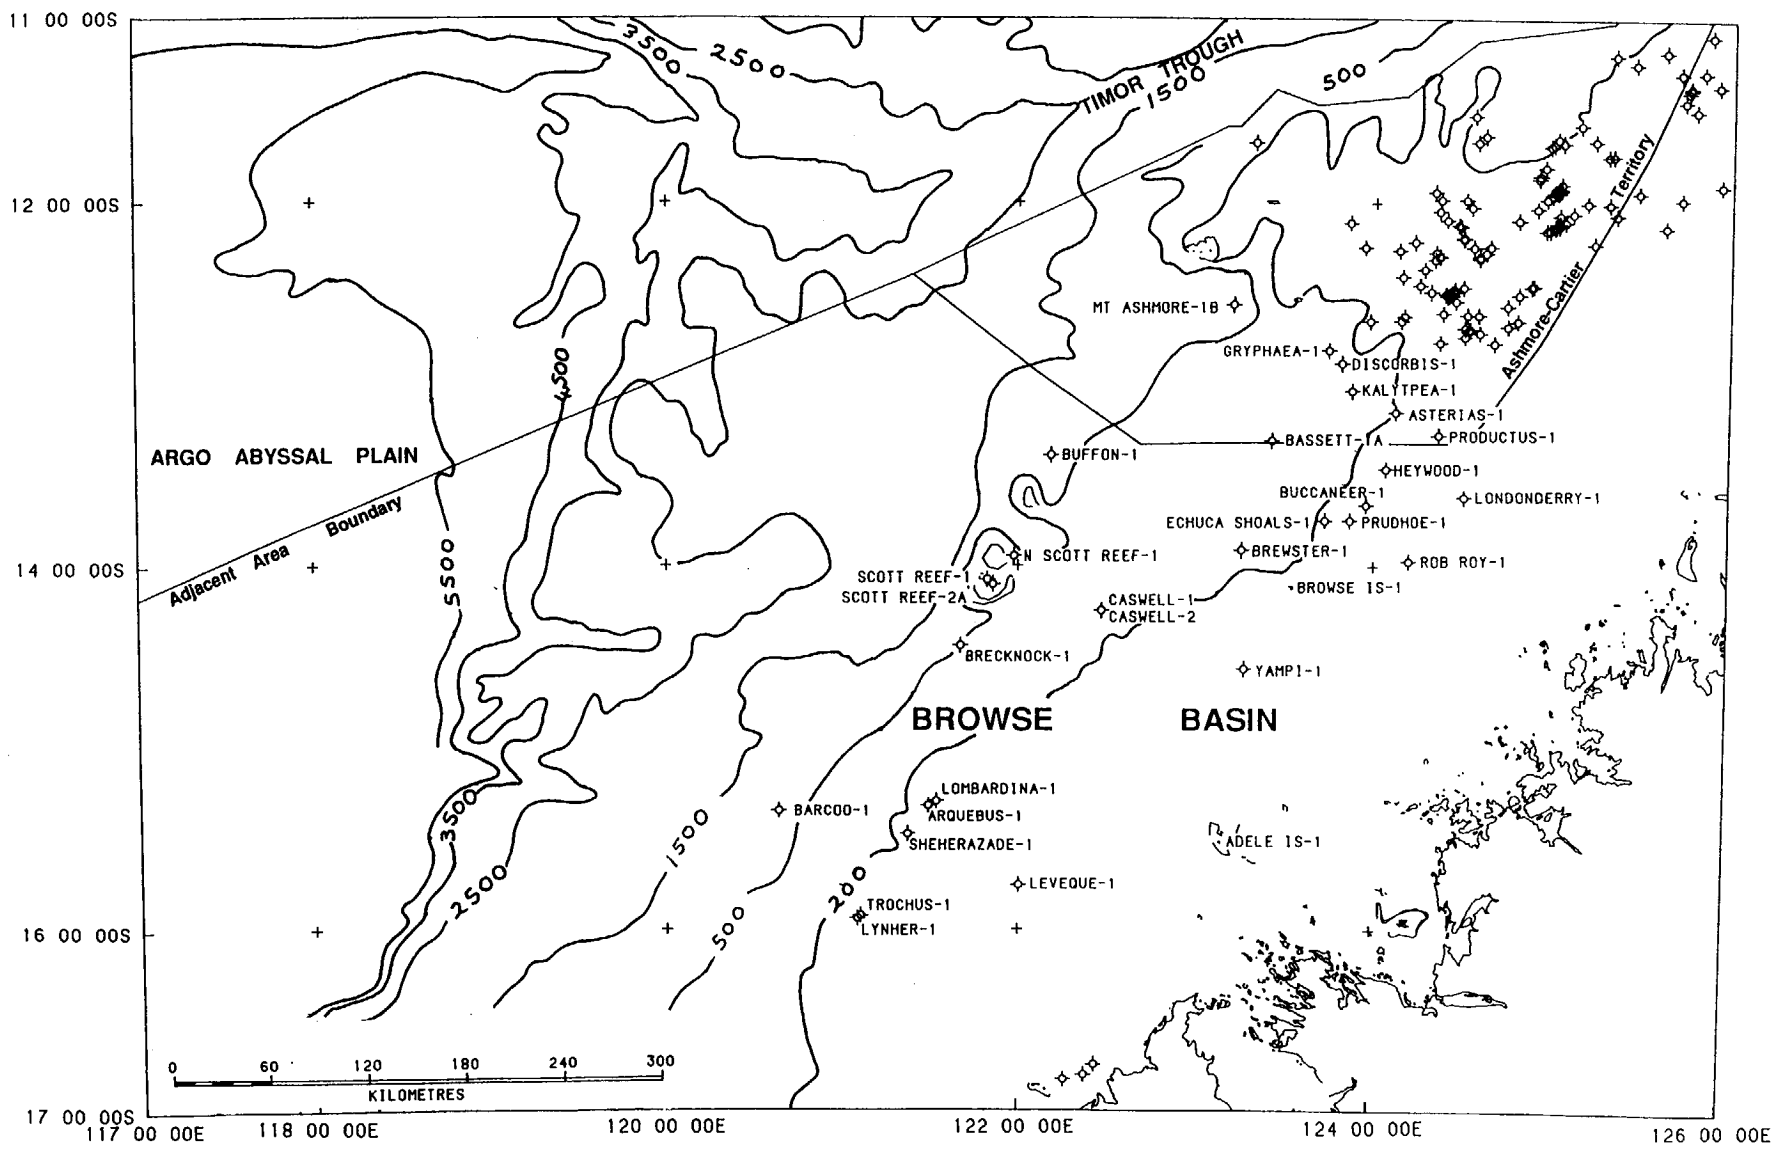 11 00 00S
3500
2500
TIMOR TROUGH
1500
500
12 00 00S
Territory
Ashmore-Cartier
MT ASHMORE-1B
GRYPHAEA-1
DISCORBIS-1
4500
KALYTPEA-1
ASTERIAS-1
ARGO ABYSSAL PLAIN
BUFFON-1
BASSETT-1A
PRODUCTUS-1
HEYWOOD-1
BUCCANEER-1
LONDONDERRY-1
Adjacent Area Boundary
ECHUCA SHOALS-1
PRUDHOE-1
5500
N SCOTT REEF-1
BREWSTER-1
ROB ROY-1
14 00 00S
SCOTT REEF-1
SCOTT REEF-2A
BROWSE IS-1
CASWELL-1
CASWELL-2
BRECKNOCK-1
YAMPI-1
BROWSE BASIN
LOMBARDINA-1
3500
BARCOO-1
ARQUEBUS-1
1500
SHEHERAZADE-1
ADELE IS-1
2500
200
LEVEQUE-1
TROCHUS-1
500
LYNHER-1
16 00 00S
0 60 120 180 240 300
KILOMETRES
17 00 00S
117 00 00E 118 00 00E 120 00 00E 122 00 00E 124 00 00E 126 00 00E